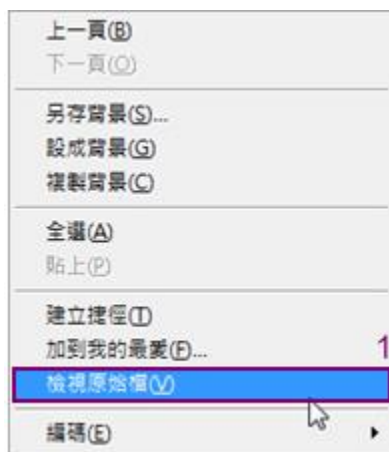 上一頁(B)
下一頁(O)
另存背景(S)...
設成背景(G)
複製背景(C)
全選(A)
貼上(P)
建立捷徑(T)
加到我的最愛(F)... 1
檢視原始檔(V)
編碼(E)